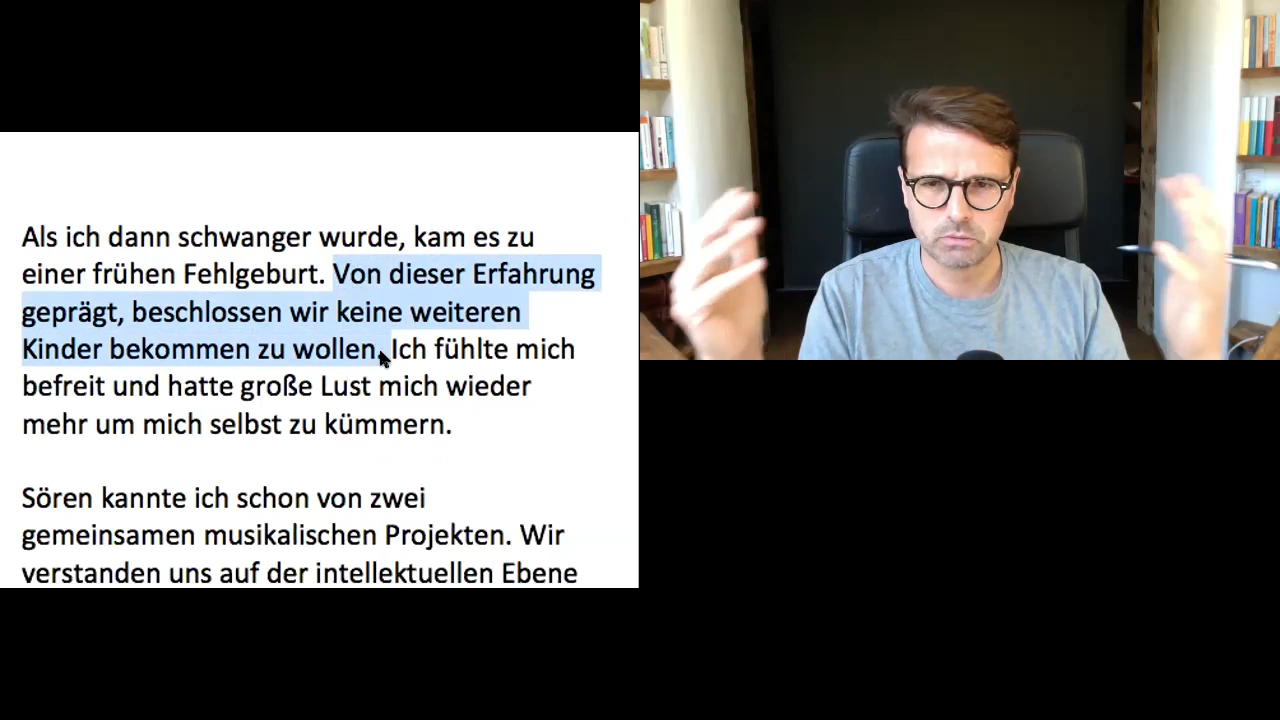 Als ich dann schwanger wurde, kam es zu
einer frühen Fehlgeburt. Von dieser Erfahrung
geprägt, beschlossen wir keine weiteren
Kinder bekommen zu wollen. Ich fühlte mich
befreit und hatte große Lust mich wieder
mehr um mich selbst zu kümmern.
Sören kannte ich schon von zwei
gemeinsamen musikalischen Projekten. Wir
verstanden uns auf der intellektuellen Ebene